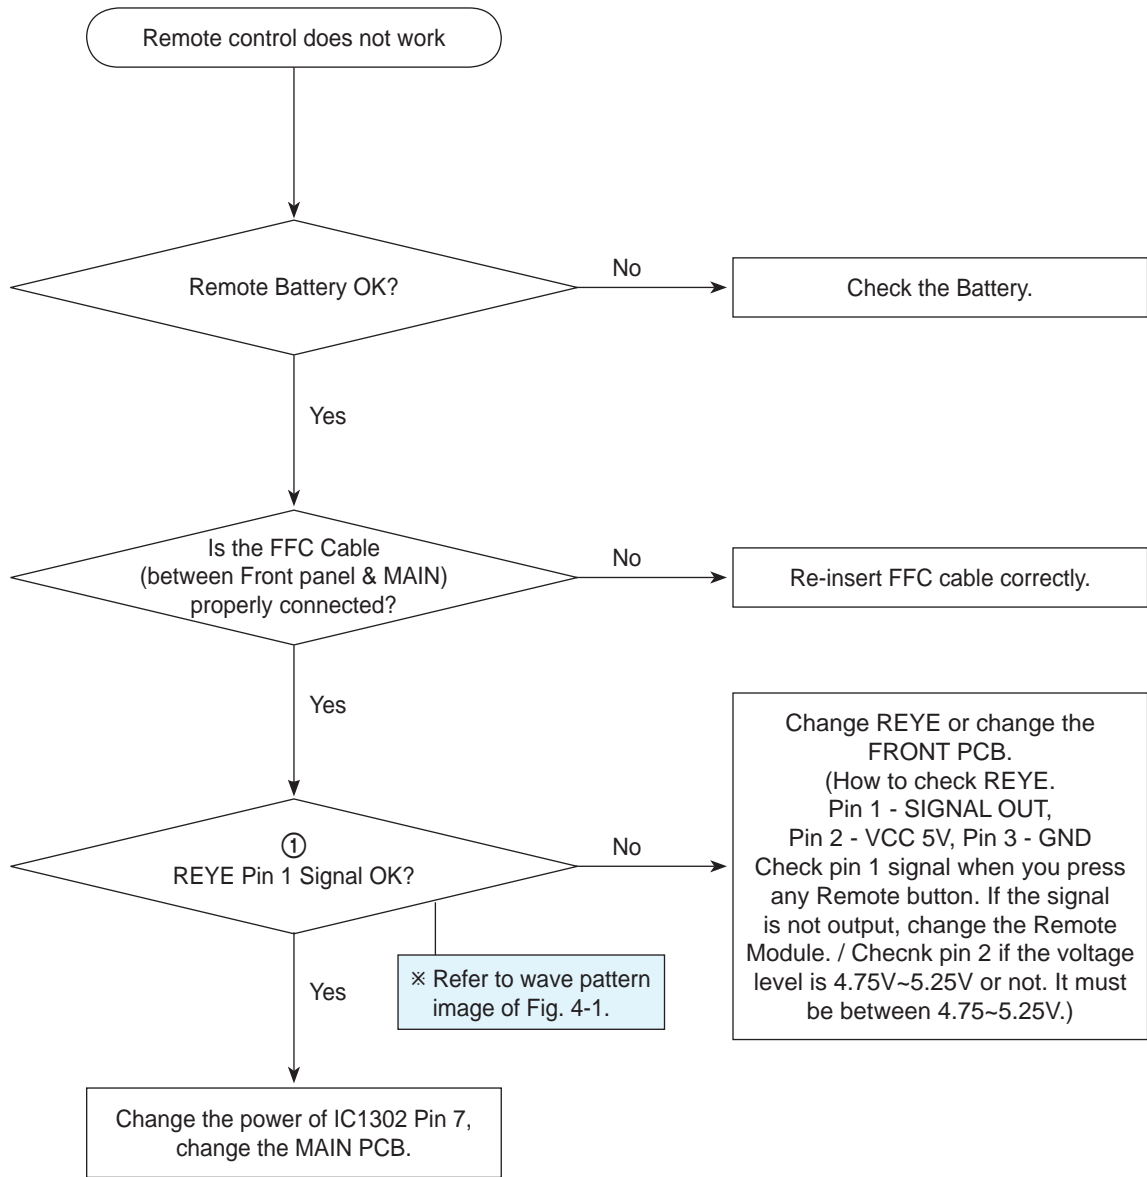 Remote control does not work
Remote Battery OK?
No
Check the Battery.
Yes
Is the FFC Cable
(between Front panel & MAIN)
properly connected?
No
Re-insert FFC cable correctly.
Yes
①
REYE Pin 1 Signal OK?
No
Change REYE or change the
FRONT PCB.
(How to check REYE.
Pin 1 - SIGNAL OUT,
Pin 2 - VCC 5V, Pin 3 - GND
Check pin 1 signal when you press
any Remote button. If the signal
is not output, change the Remote
Module. / Checnk pin 2 if the voltage
level is 4.75V~5.25V or not. It must
be between 4.75~5.25V.)
※ Refer to wave pattern
image of Fig. 4-1.
Yes
Change the power of IC1302 Pin 7,
change the MAIN PCB.